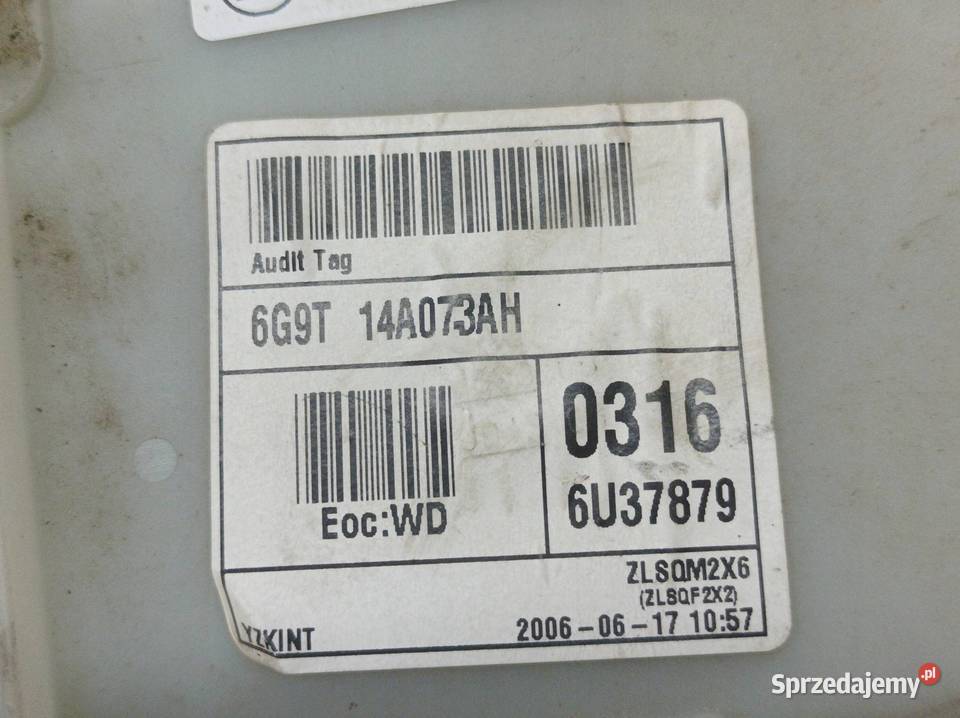 Audit Tag
6G9T 14A073AH
0316
6U37879
Eoc:WD
ZLSQM2X6
(ZLSQF2X2)
YZKINT
2006-06-17 10:57
Sprzedajemy.pl